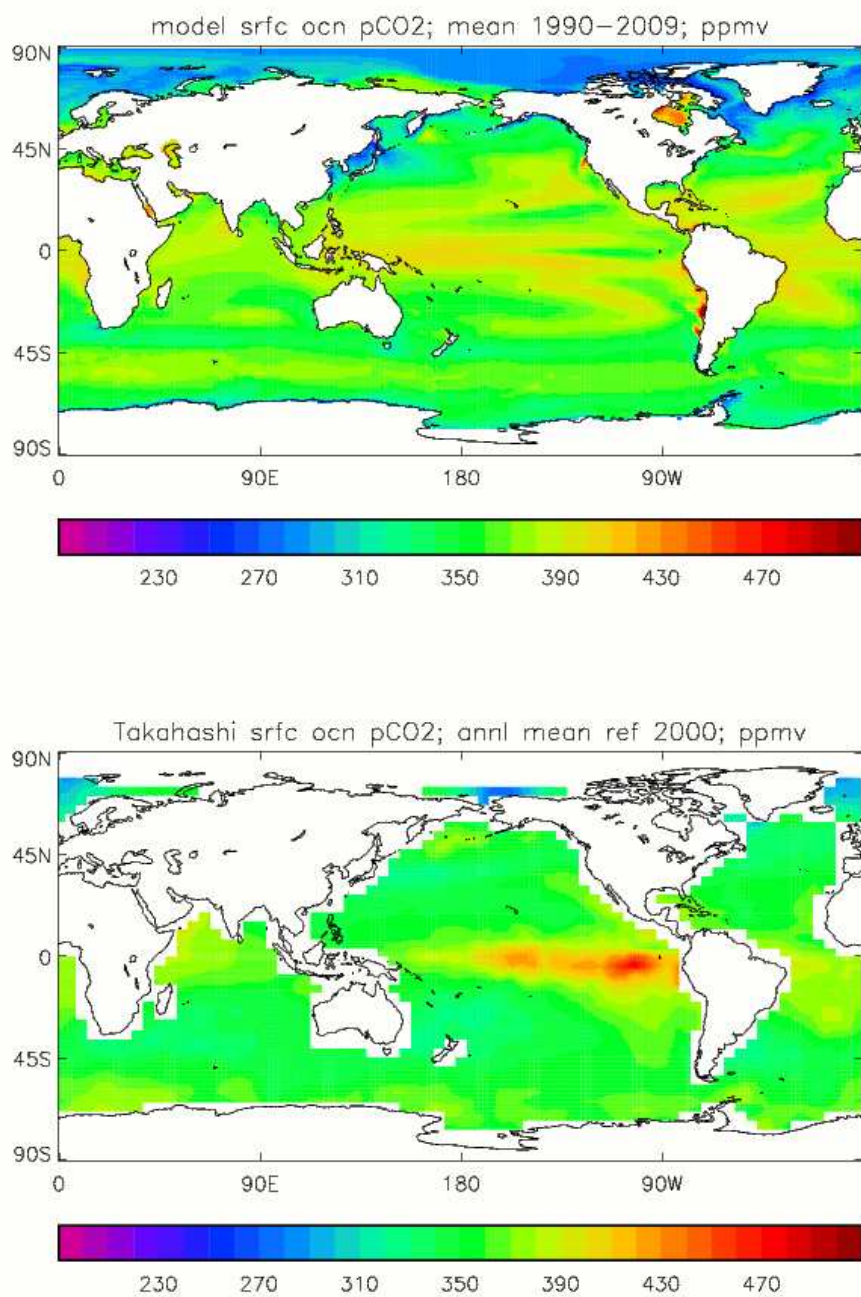 model srfc ocn pCO2; mean 1990-2009; ppmv
90N
45N
0
45S
90S
0 90E 180 90W
230 270 310 350 390 430 470
Takahashi srfc ocn pCO2; annl mean ref 2000; ppmv
90N
45N
0
45S
90S
0 90E 180 90W
230 270 310 350 390 430 470